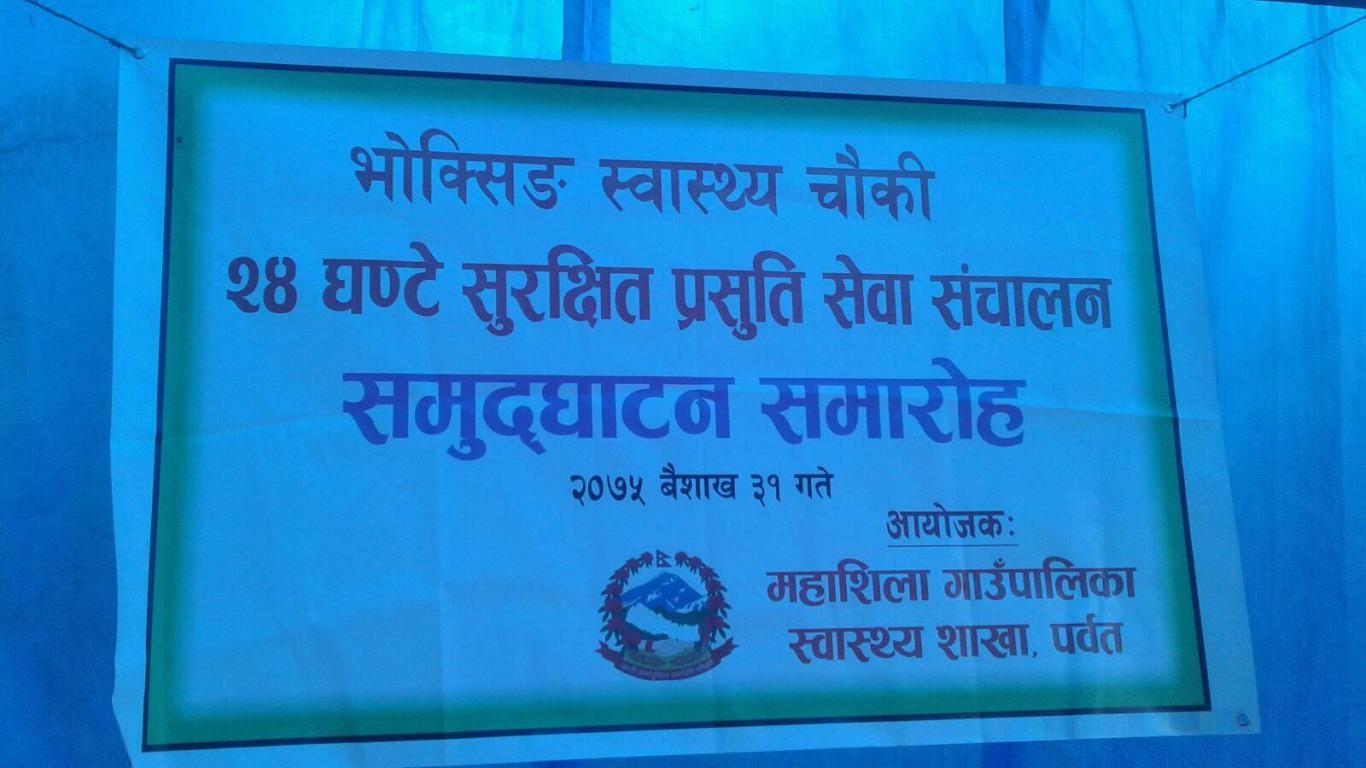 भोक्सिङ स्वास्थ्य चौकी
२४ घण्टे सुरक्षित प्रसुति सेवा संचालन
समुद्घाटन समारोह
२०७५ बैशाख ३१ गते
आयोजकः
महाशिला गाउँपालिका
स्वास्थ्य शाखा, पर्वत